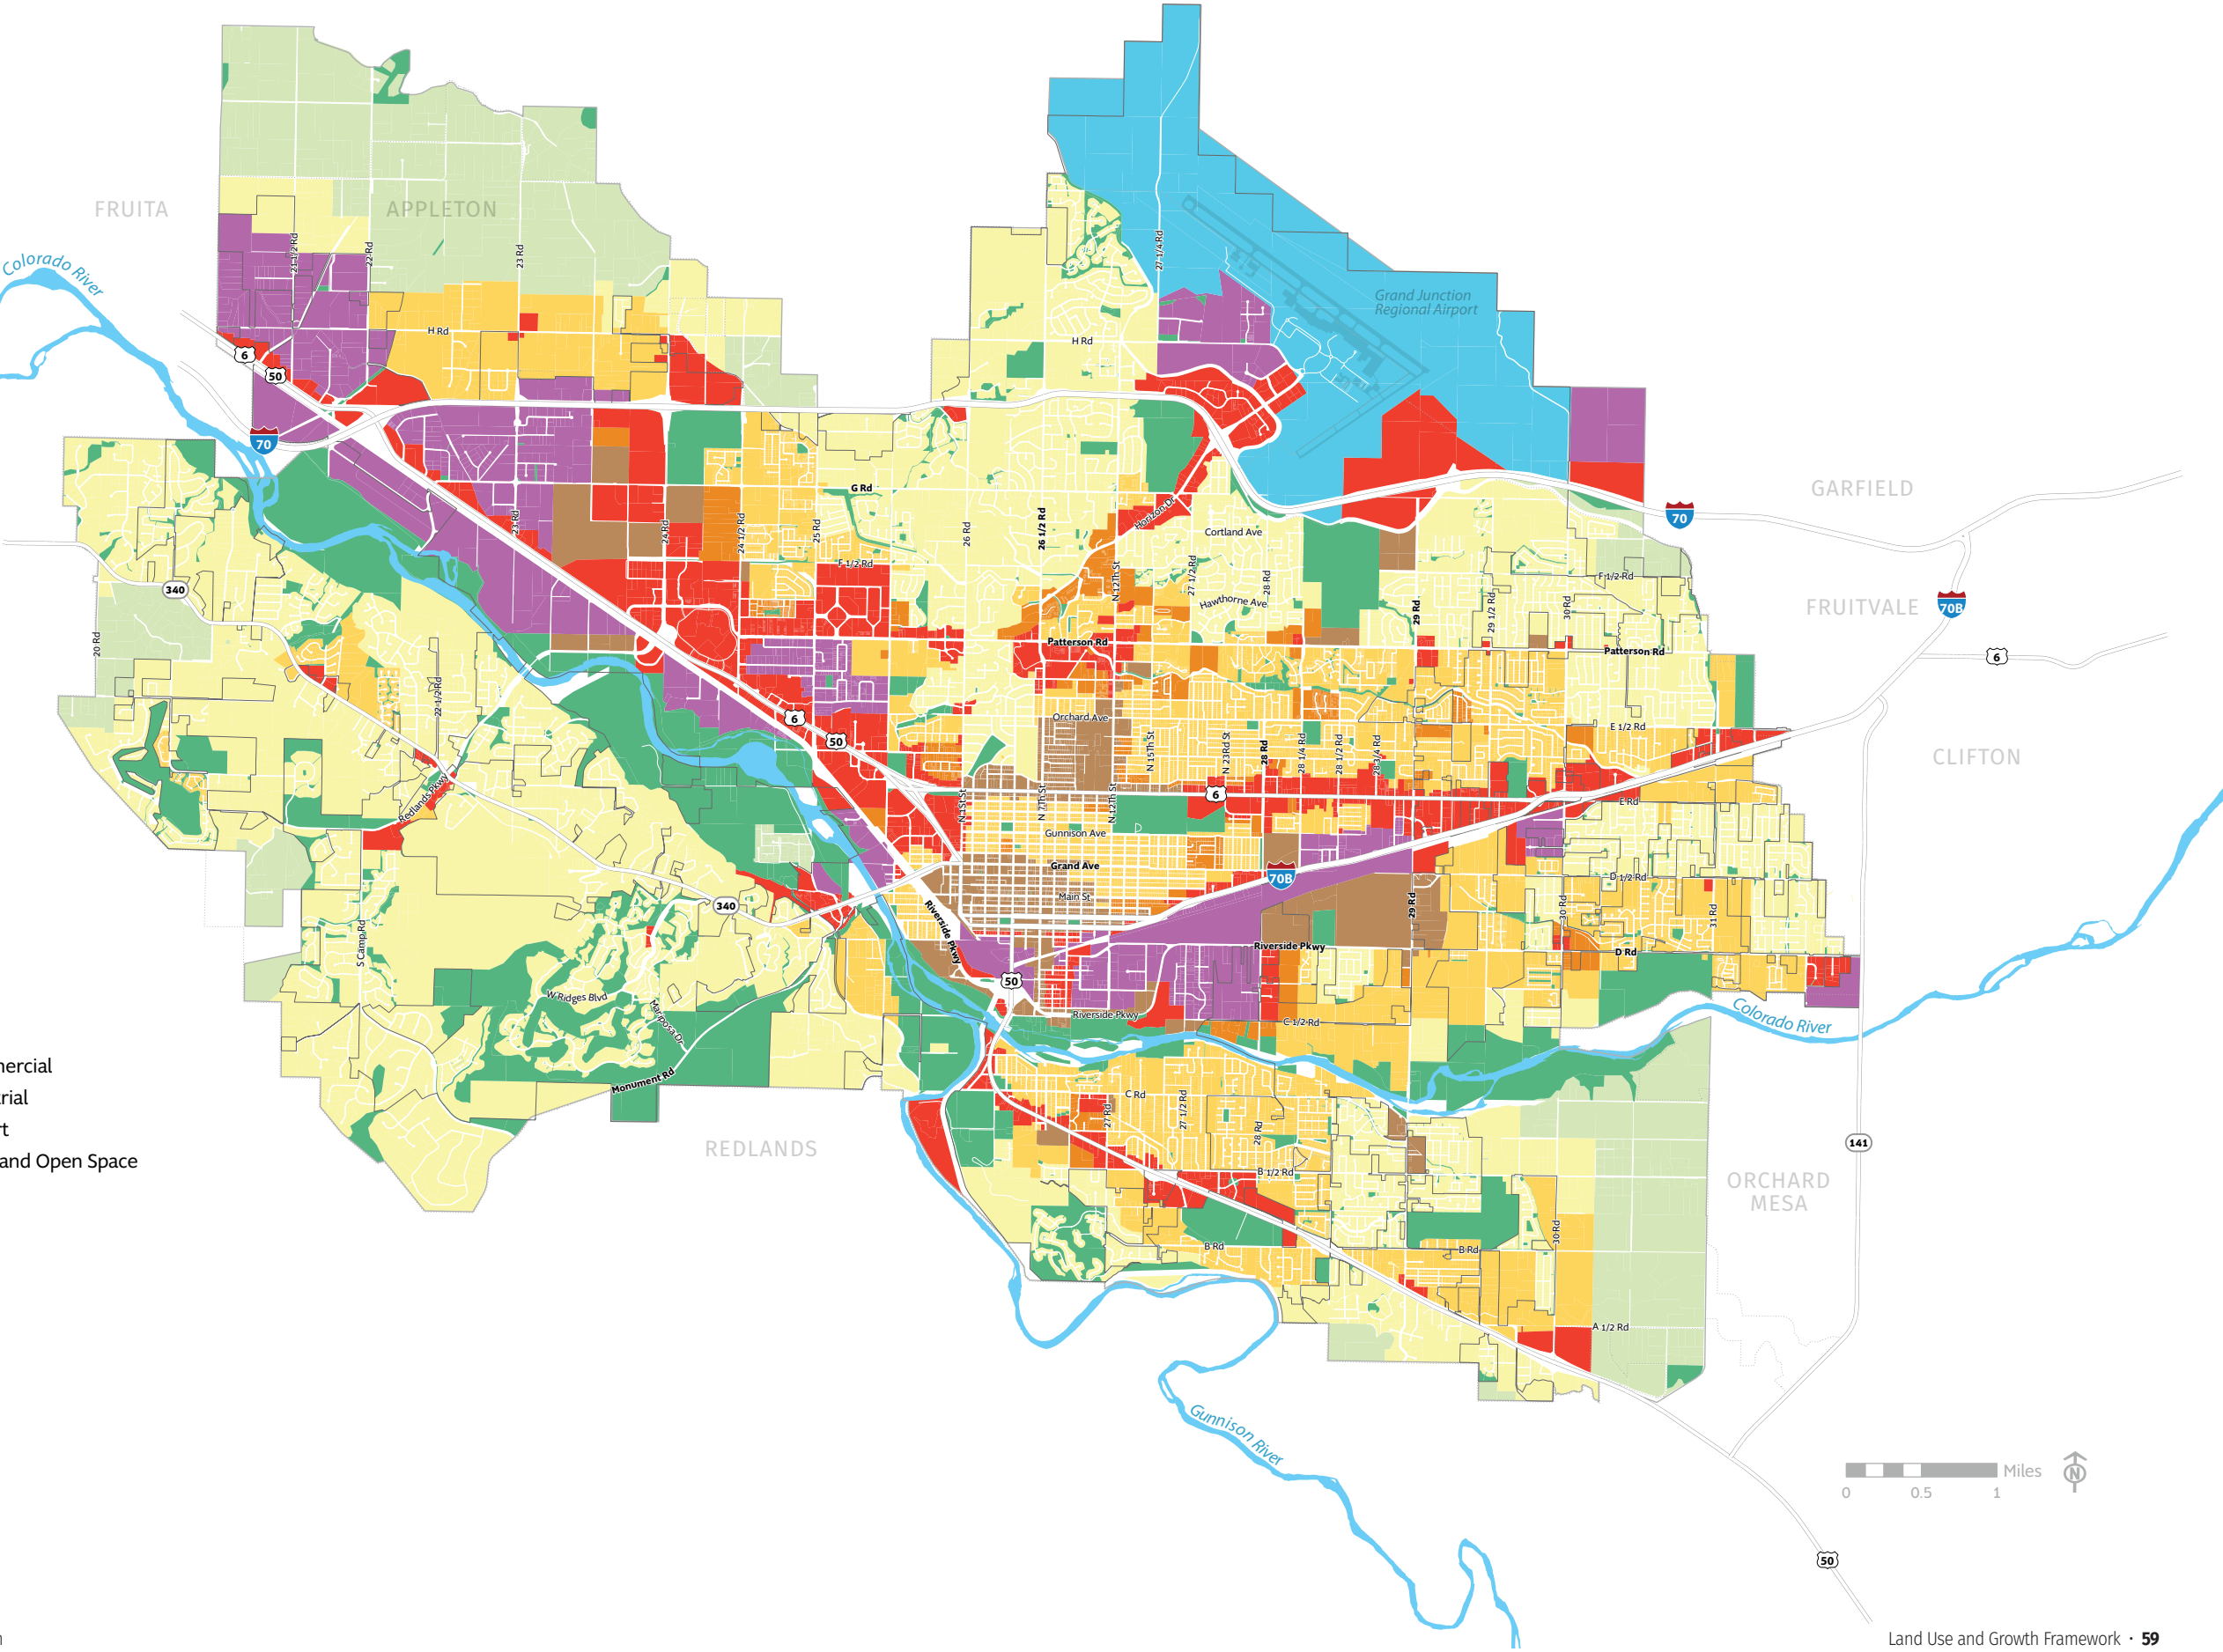 FRUITA
APPLETON
Colorado River
21 1/2 Rd
22 Rd
23 Rd
27 1/4 Rd
Grand Junction
Regional Airport
H Rd
H Rd
6
50
70
G Rd
GARFIELD
70
23 Rd
24 Rd
24 1/2 Rd
25 Rd
26 Rd
26 1/2 Rd
Horizon Dr
Cortland Ave
F 1/2 Rd
N 12Th St
27 1/2 Rd
28 Rd
F 1/2 Rd
340
Hawthorne Ave
29 Rd
29 1/2 Rd
30 Rd
FRUITVALE
70B
20 Rd
Patterson Rd
Patterson Rd
6
22 1/2 Rd
6
Orchard Ave
E 1/2 Rd
50
N 15Th St
N 23Rd St
28 Rd
28 1/4 Rd
28 1/2 Rd
28 3/4 Rd
CLIFTON
Redlands Pkwy
N 1St St
N 7Th St
N 12Th St
6
E Rd
Gunnison Ave
Grand Ave
70B
D 1/2 Rd
Main St
340
Riverside Pkwy
29 Rd
30 Rd
31 Rd
S Camp Rd
Riverside Pkwy
D Rd
50
W Ridges Blvd
Mariposa Dr
Riverside Pkwy
C 1/2 Rd
Colorado River
mercial
Monument Rd
C Rd
rial
27 Rd
27 1/2 Rd
28 Rd
rt
REDLANDS
141
and Open Space
B 1/2 Rd
ORCHARD
MESA
30 Rd
B Rd
B Rd
A 1/2 Rd
Gunnison River
Miles
N
0
0.5
1
50
n
Land Use and Growth Framework · 59